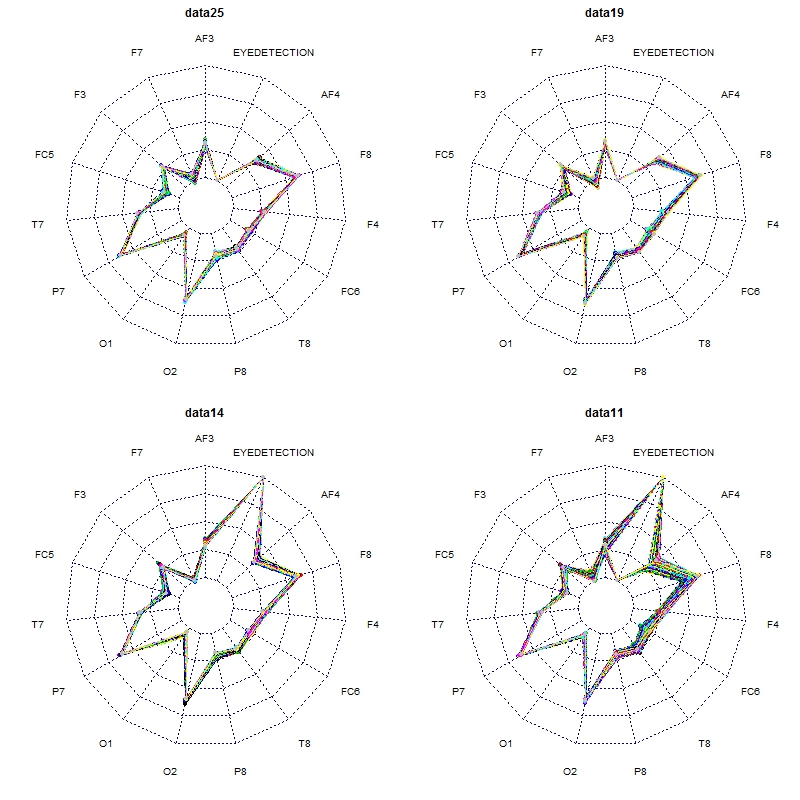 data25
AF3
F7
EYEDETECTION
F3
AF4
FC5
F8
T7
F4
P7
FC6
O1
T8
O2
P8
data19
AF3
F7
EYEDETECTION
F3
AF4
FC5
F8
T7
F4
P7
FC6
O1
T8
O2
P8
data14
AF3
F7
EYEDETECTION
F3
AF4
FC5
F8
T7
F4
P7
FC6
O1
T8
O2
P8
data11
AF3
F7
EYEDETECTION
F3
AF4
FC5
F8
T7
F4
P7
FC6
O1
T8
O2
P8